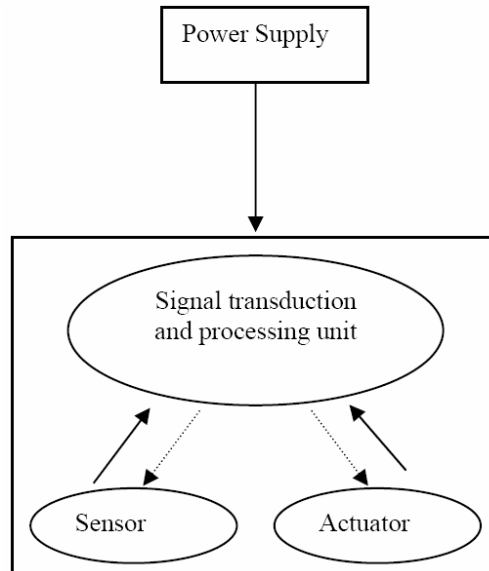 Power Supply
Signal transduction
and processing unit
Sensor
Actuator